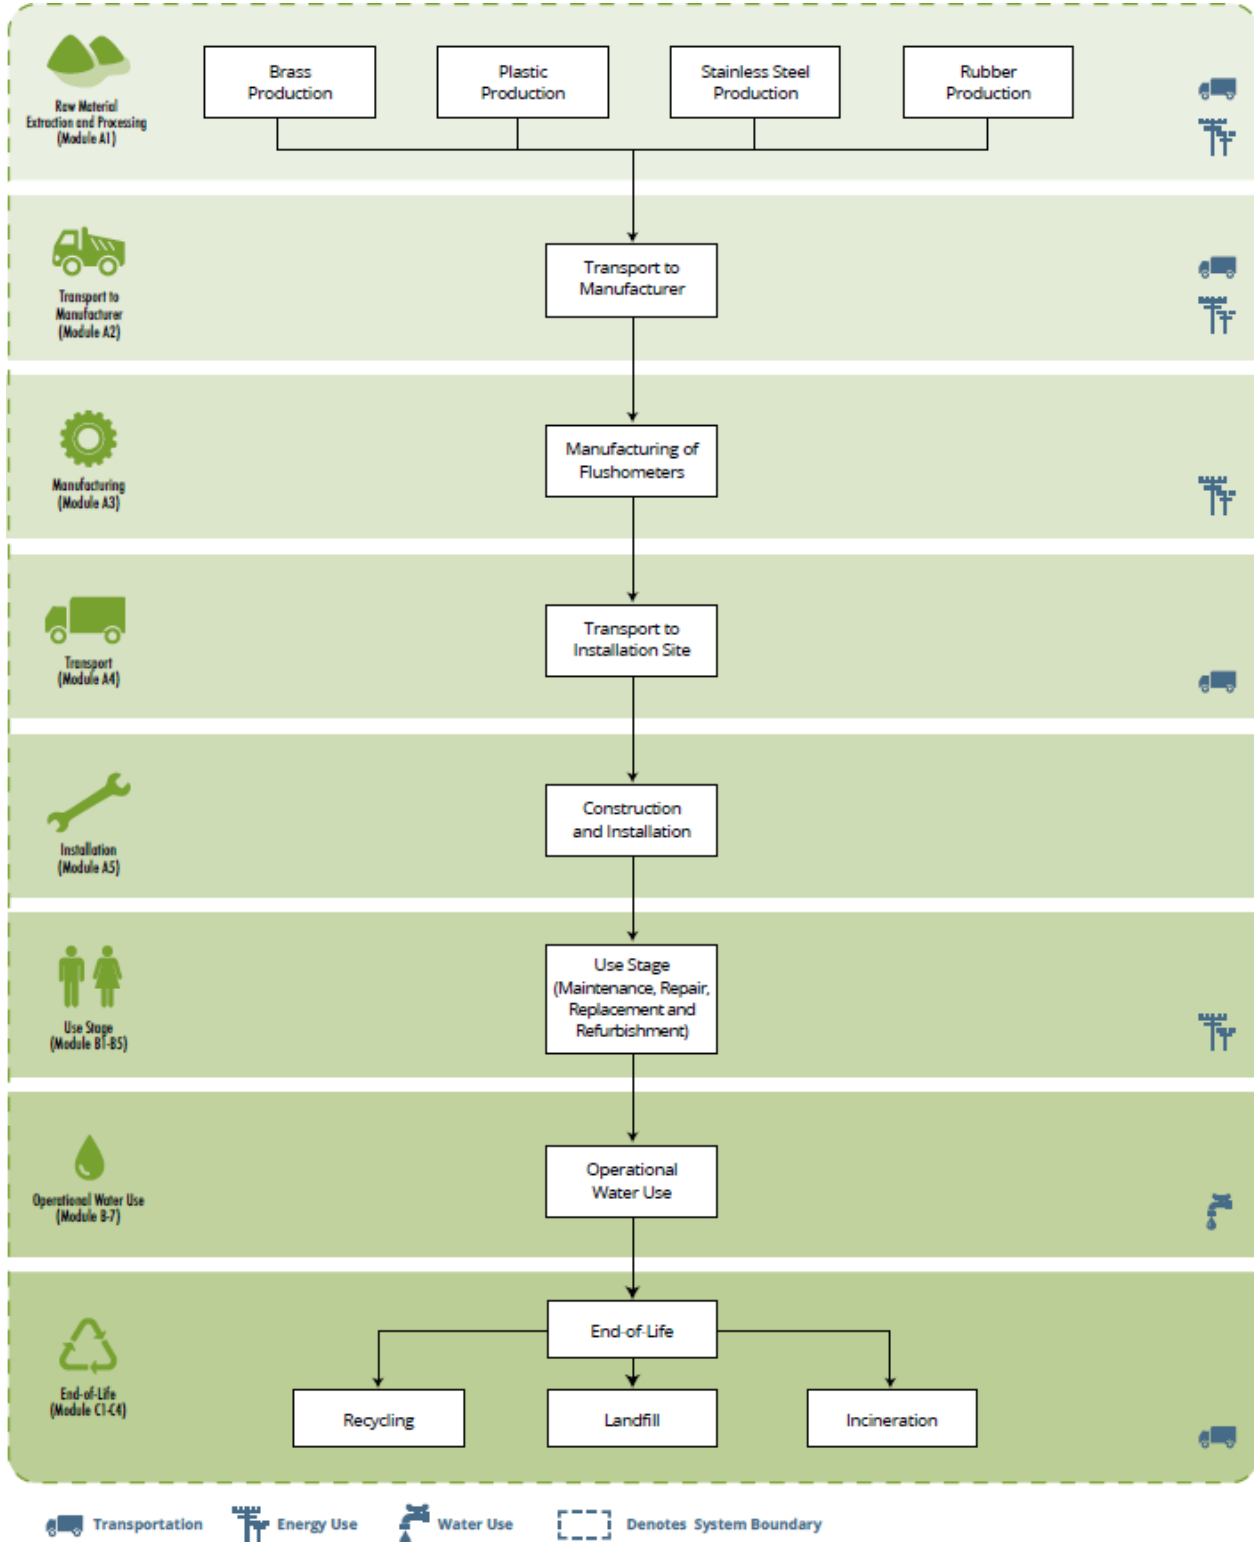 Raw Material
Extraction and Processing
(Module A1)
Brass
Production
Plastic
Production
Stainless Steel
Production
Rubber
Production
Transport to
Manufacturer
(Module A2)
Transport to
Manufacturer
Manufacturing
(Module A3)
Manufacturing of
Flushometers
Transport
(Module A4)
Transport to
Installation Site
Installation
(Module A5)
Construction
and Installation
Use Stage
(Module B1-B5)
Use Stage
(Maintenance, Repair,
Replacement and
Refurbishment)
Operational Water Use
(Module B-7)
Operational
Water Use
End-of-Life
(Module C1-C4)
End-of-Life
Recycling
Landfill
Incineration
Transportation
Energy Use
Water Use
Denotes System Boundary